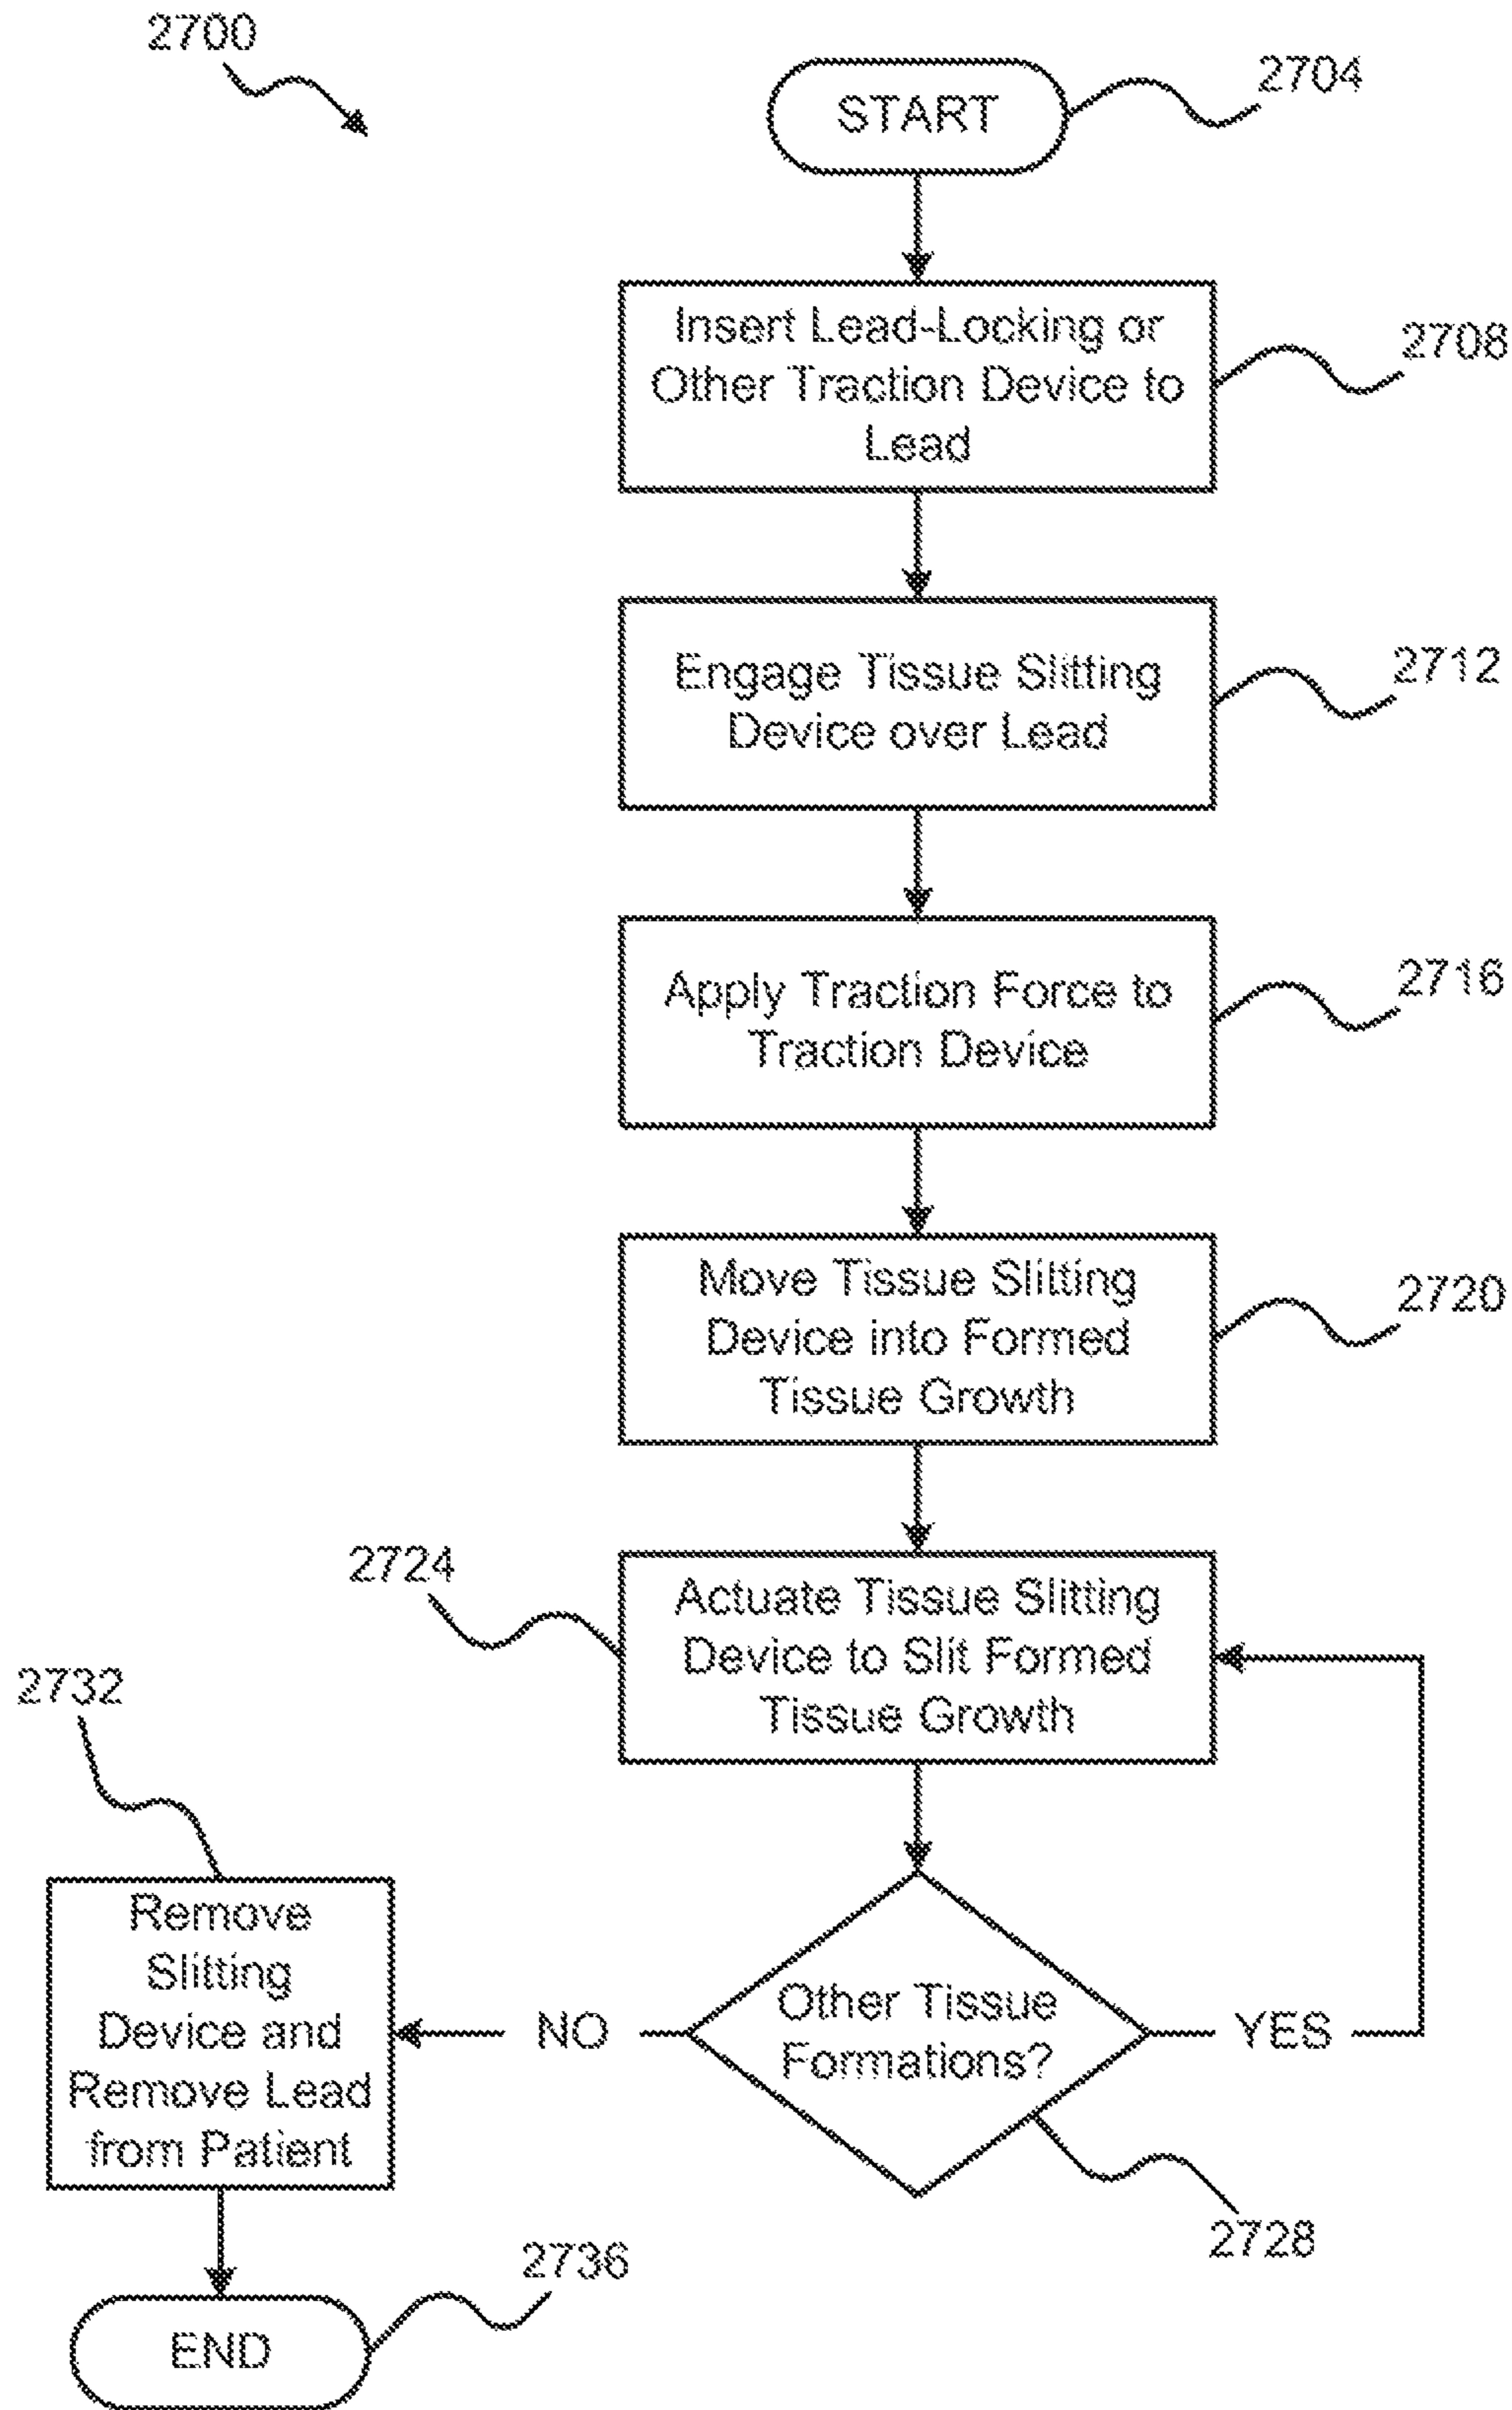 2700
START
2704
Insert Lead-Locking or
Other Traction Device to
Lead
2708
Engage Tissue Slitting
Device over Lead
2712
Apply Traction Force to
Traction Device
2716
Move Tissue Slitting
Device into Formed
Tissue Growth
2720
2724
Actuate Tissue Slitting
Device to Slit Formed
Tissue Growth
2732
Remove
Slitting
Device and
Remove Lead
from Patient
NO
Other Tissue
Formations?
YES
2728
2736
END